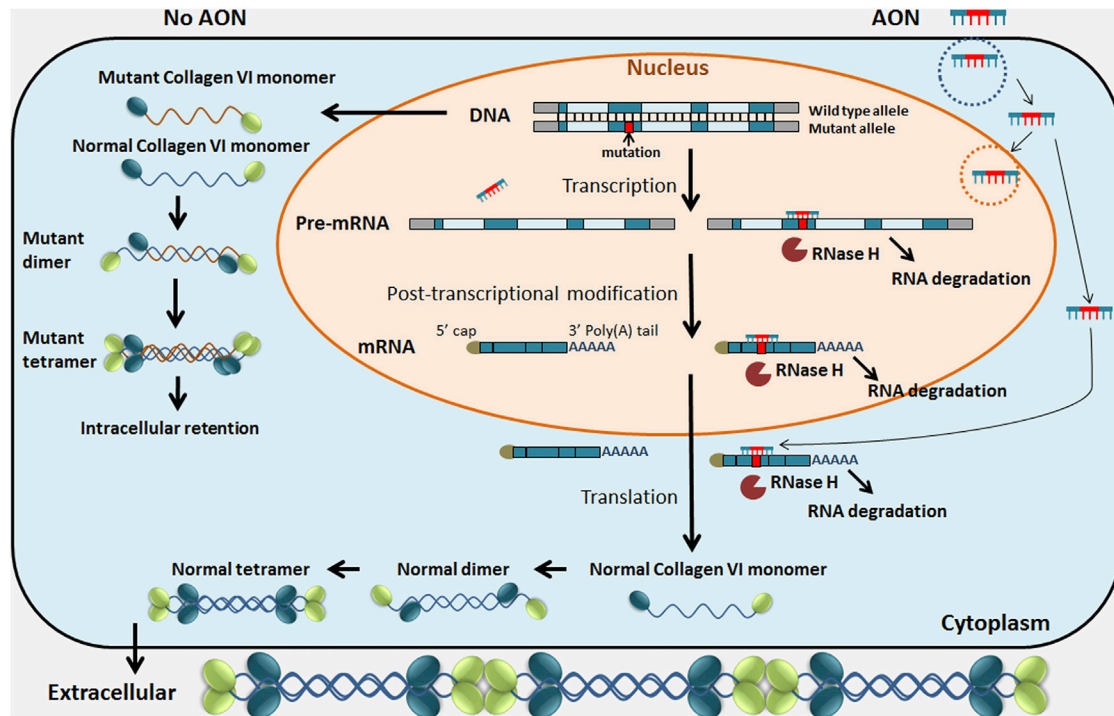 No AON
AON
Mutant Collagen VI monomer
Normal Collagen VI monomer
Mutant
dimer
Mutant
tetramer
Intracellular retention
Nucleus
DNA
Wild type allele
Mutant allele
mutation
Transcription
Pre-mRNA
RNase H
RNA degradation
Post-transcriptional modification
5’ cap
3’ Poly(A) tail
mRNA
AAAAA
AAAAA
RNase H
RNA degradation
AAAAA
AAAAA
RNase H
RNA degradation
Translation
Normal tetramer
Normal dimer
Normal Collagen VI monomer
Cytoplasm
Extracellular